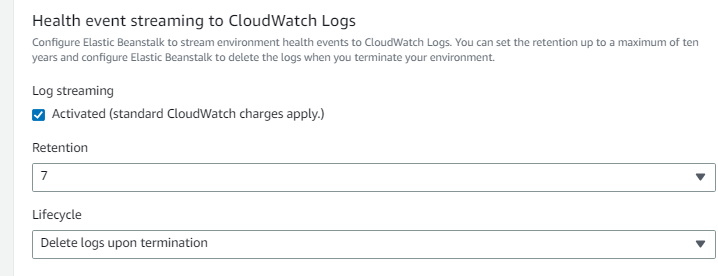 Health event streaming to CloudWatch Logs
Configure Elastic Beanstalk to stream environment health events to CloudWatch Logs. You can set the retention up to a maximum of ten
years and configure Elastic Beanstalk to delete the logs when you terminate your environment.
Log streaming
Activated (standard CloudWatch charges apply.)
Retention
7
Lifecycle
Delete logs upon termination